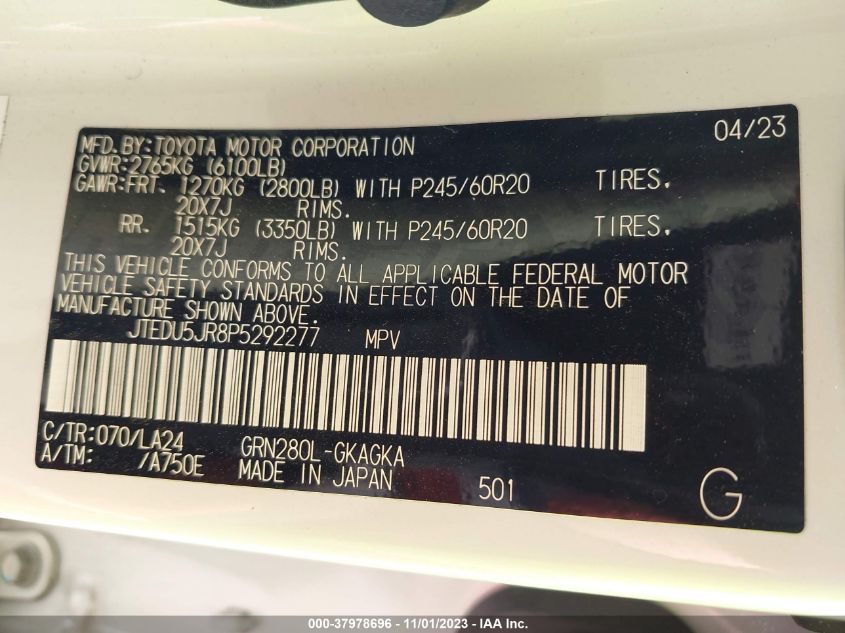 04/23
MFD.BY:TOYOTA MOTOR CORPORATION
GVWR:2765KG (6100LB)
GAWR:FRT. 1270KG (2800LB) WITH P245/60R20 TIRES.
20X7J RIMS.
RR. 1515KG (3350LB) WITH P245/60R20 TIRES.
20X7J RIMS.
THIS VEHICLE CONFORMS TO ALL APPLICABLE FEDERAL MOTOR
VEHICLE SAFETY STANDARDS IN EFFECT ON THE DATE OF
MANUFACTURE SHOWN ABOVE.
JTEDU5JR8P5292277 MPV
C/TR:070/LA24 GRN280L-GKAGKA
A/TM: /A750E MADE IN JAPAN 501
G
000-37978696 - 11/01/2023 - IAA Inc.